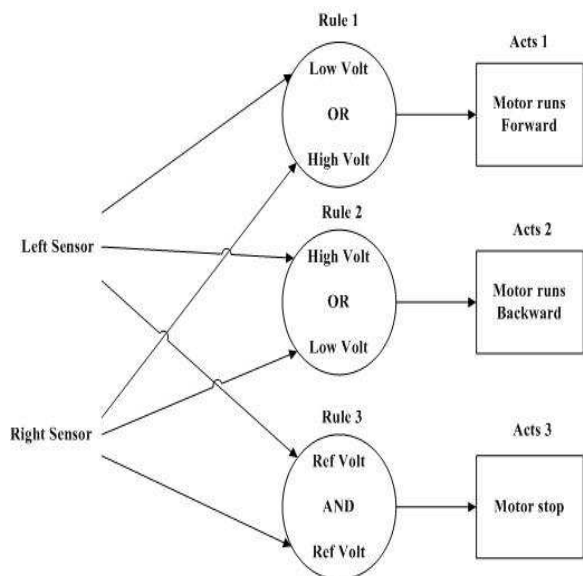 Rule 1
Acts 1
Low Volt
OR
High Volt
Motor runs
Forward
Left Sensor
Rule 2
Acts 2
High Volt
OR
Low Volt
Motor runs
Backward
Right Sensor
Rule 3
Acts 3
Ref Volt
AND
Ref Volt
Motor stop